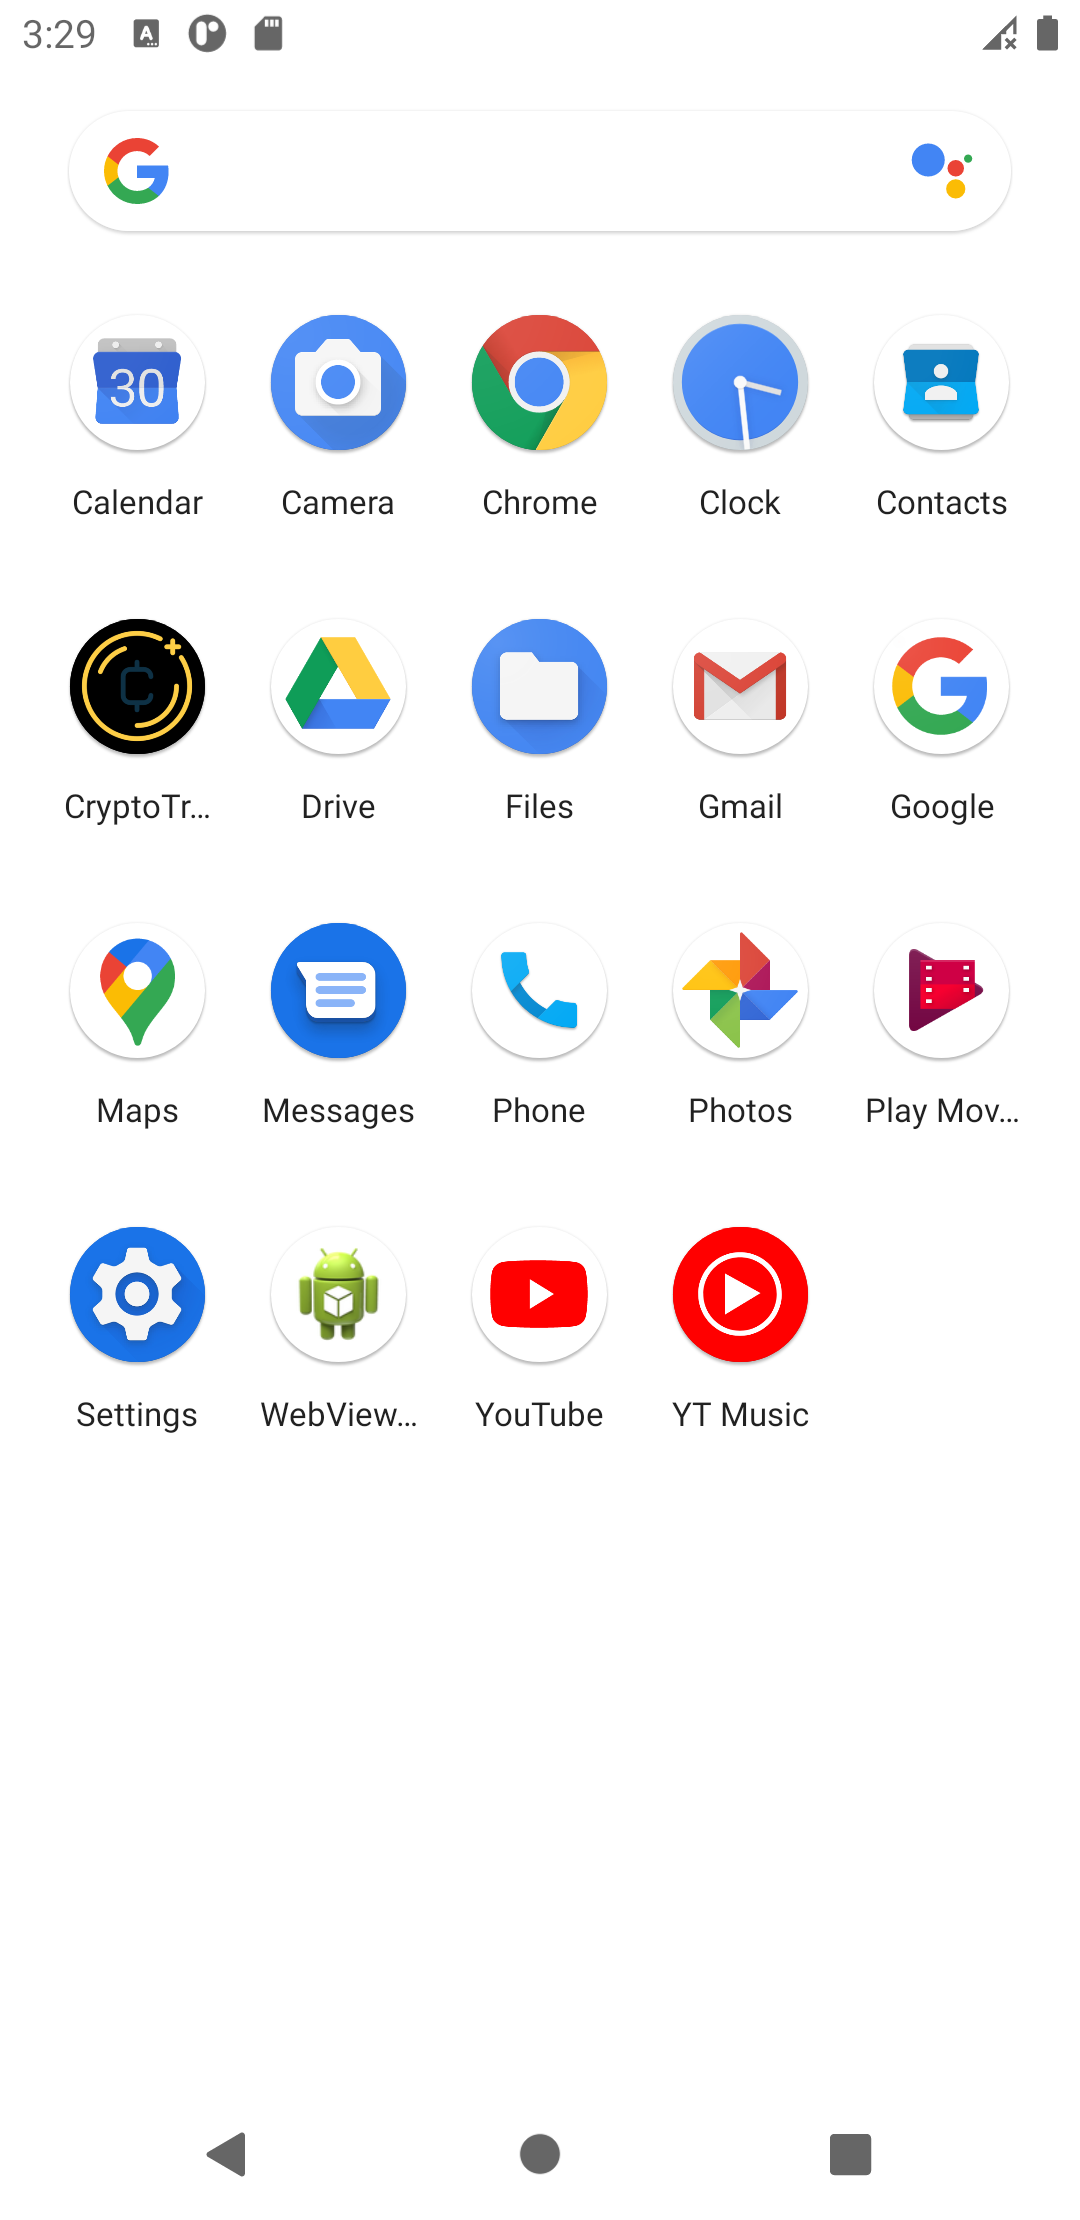 3:29
Calendar Camera Chrome Clock Contacts
CryptoTr... Drive Files Gmail Google
Maps Messages Phone Photos Play Mov...
Settings WebView... YouTube YT Music